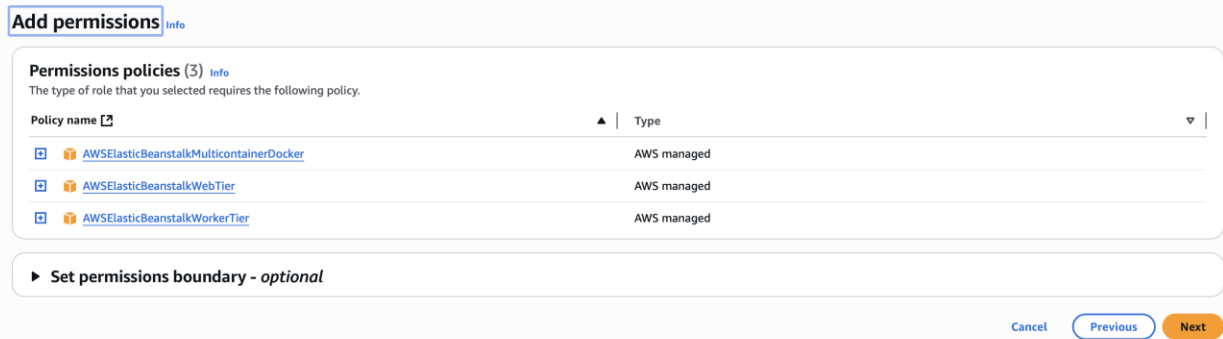 Add permissions Info
Permissions policies (3) Info
The type of role that you selected requires the following policy.
Policy name Type
AWSElasticBeanstalkMulticontainerDocker AWS managed
AWSElasticBeanstalkWebTier AWS managed
AWSElasticBeanstalkWorkerTier AWS managed
Set permissions boundary - optional
Cancel Previous Next